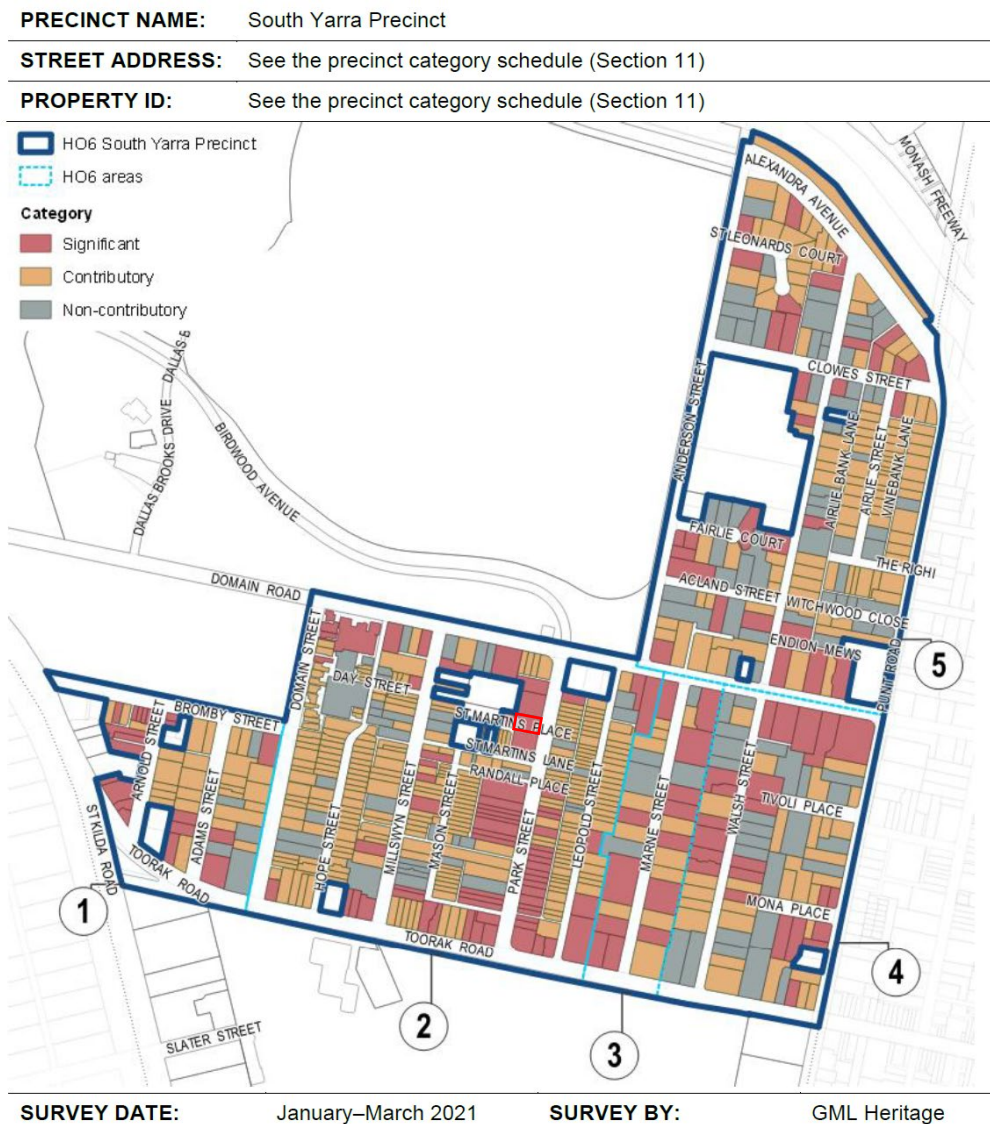 PRECINCT NAME: South Yarra Precinct
STREET ADDRESS: See the precinct category schedule (Section 11)
PROPERTY ID: See the precinct category schedule (Section 11)
HO6 South Yarra Precinct
HO6 areas
Category
Significant
Contributory
Non-contributory
MONASH FREEWAY
ALEXANDRA AVENUE
ST LEONARDS COURT
CLOWES STREET
ANDERSON STREET
AIRLIE BANK LANE
AIRLIE STREET
VINEBANK LANE
DALLAS B
DALLAS BROOKS DRIVE
BIRDWOOD AVENUE
FAIRLIE COURT
THE RIGHI
ACLAND STREET
WITCHWOOD CLOSE
ENDION MEWS
PUNT ROAD
5
DOMAIN ROAD
DOMAIN STREET
DAY STREET
BROMBY STREET
ARNOLD STREET
ADAMS STREET
ST KILDA ROAD
TOORAK ROAD
1
ST MARTINS PLACE
ST MARTINS LANE
RANDALL PLACE
HOPE STREET
MILLSWYN STREET
MASON STREET
PARK STREET
LEOPOLD STREET
MARNE STREET
WALSH STREET
TIVOLI PLACE
MONA PLACE
TOORAK ROAD
4
2
3
SLATER STREET
SURVEY DATE: January–March 2021 SURVEY BY: GML Heritage